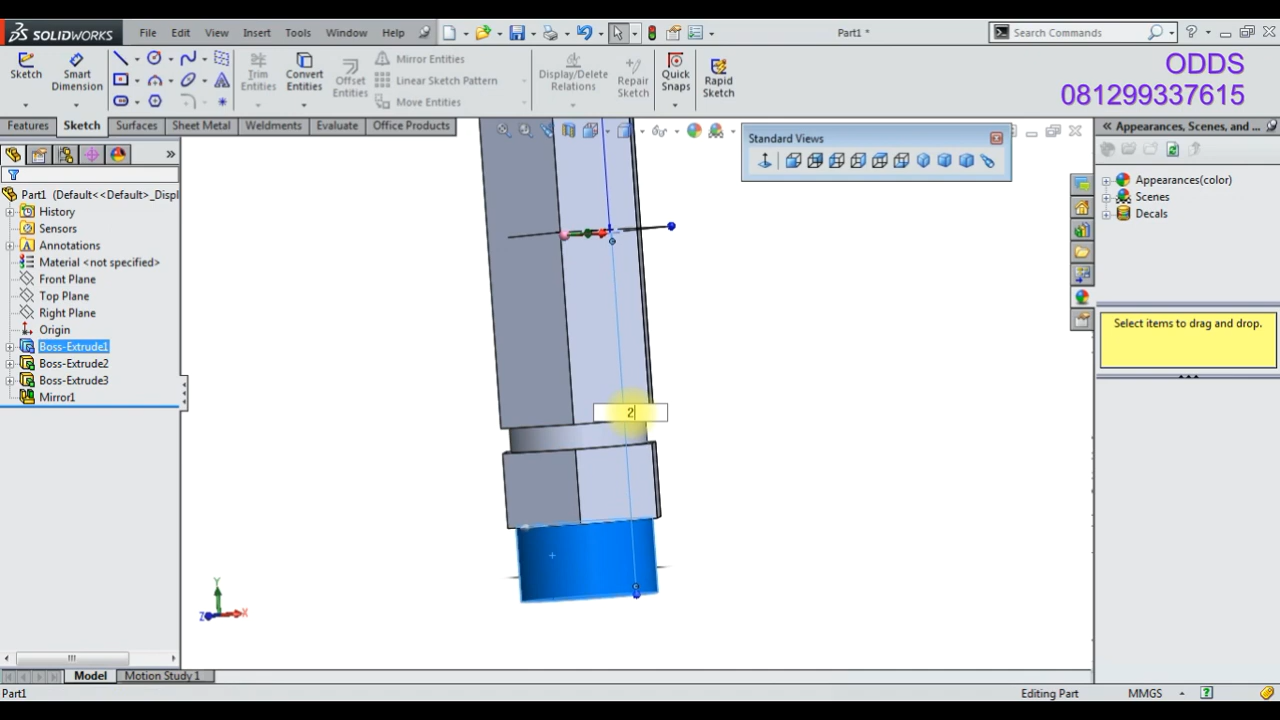 SOLIDWORKS File Edit View Insert Tools Window Help Part1 * Search Commands
ODDS
081299337615
Sketch Smart Dimension Trim Entities Convert Entities Offset Entities Mirror Entities Linear Sketch Pattern Move Entities Display/Delete Relations Repair Sketch Quick Snaps Rapid Sketch
Features Sketch Surfaces Sheet Metal Weldments Evaluate Office Products
Standard Views
Appearances, Scenes, and ...
Part1 (Default<<Default>_Displ
History
Sensors
Annotations
Material <not specified>
Front Plane
Top Plane
Right Plane
Origin
Boss-Extrude1
Boss-Extrude2
Boss-Extrude3
Mirror1
Appearances(color)
Scenes
Decals
Select items to drag and drop.
2
Y
Z X
Model Motion Study 1
Part1 Editing Part MMGS